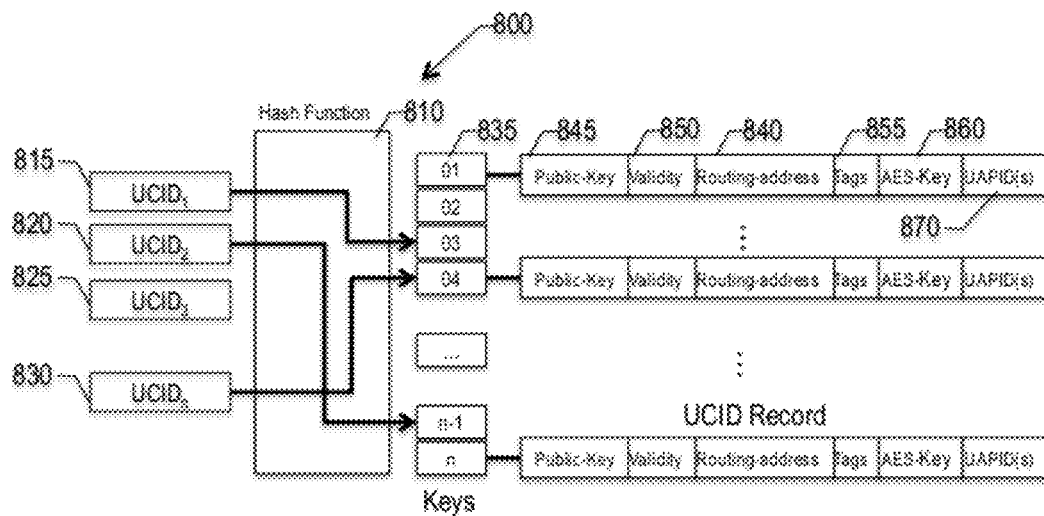 800
Hash Function
810
815
820
825
830
UCID₁
UCID₂
UCID₃
UCIDₙ
835
01
02
03
04
...
n-1
n
Keys
845 850 840 855 860
Public-Key Validity Routing-address Tags AES-Key UAPID(s)
870
Public-Key Validity Routing-address Tags AES-Key UAPID(s)
UCID Record
Public-Key Validity Routing-address Tags AES-Key UAPID(s)